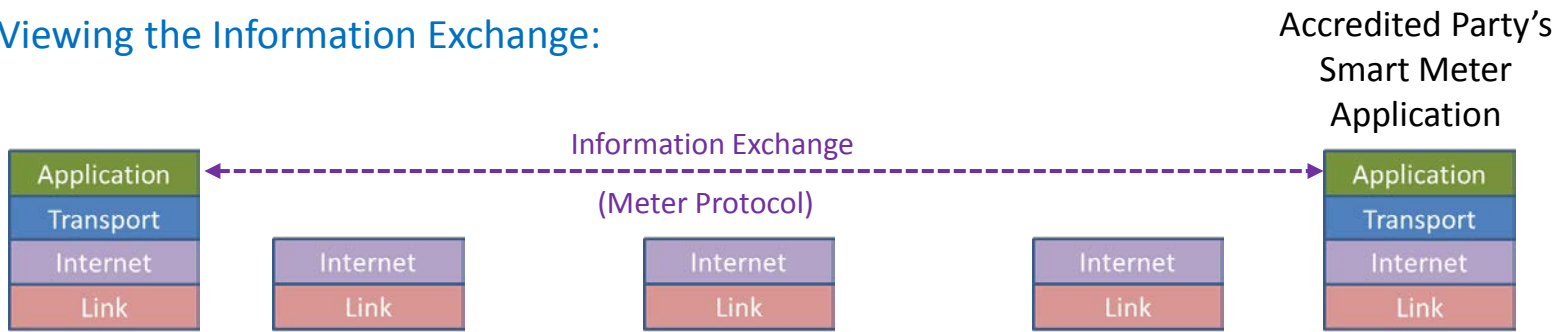 Viewing the Information Exchange:
Accredited Party's
Smart Meter
Application
Information Exchange
(Meter Protocol)
Application
Transport
Internet
Link
Internet
Link
Internet
Link
Internet
Link
Application
Transport
Internet
Link